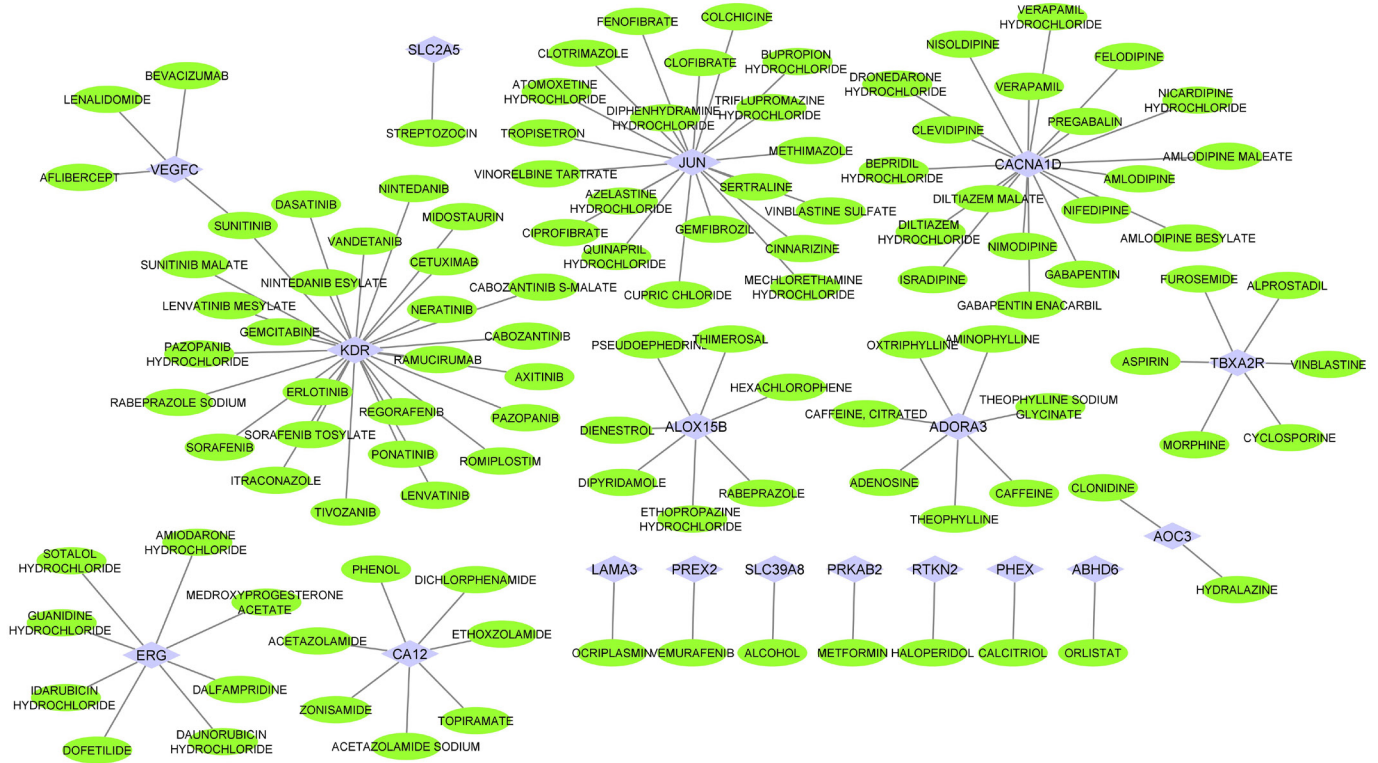 SLC2A5
STREPTOZOCIN
BEVACIZUMAB
LENALIDOMIDE
VEGFC
AFLIBERCEPT
SUNITINIB
DASATINIB
NINTEDANIB
MIDOSTAURIN
VANDETANIB
CETUXIMAB
SUNITINIB MALATE
NINTEDANIB ESYLATE
CABOZANTINIB S-MALATE
LENVATINIB MESYLATE
NERATINIB
GEMCITABINE
CABOZANTINIB
KDR
PAZOPANIB
HYDROCHLORIDE
RAMUCIRUMAB
AXITINIB
RABEPRAZOLE SODIUM
ERLOTINIB
REGORAFENIB
PAZOPANIB
SORAFENIB
SORAFENIB TOSYLATE
PONATINIB
ROMIPLOSTIM
ITRACONAZOLE
LENVATINIB
TIVOZANIB
FENOFIBRATE
COLCHICINE
CLOTRIMAZOLE
CLOFIBRATE
BUPROPION
HYDROCHLORIDE
ATOMOXETINE
HYDROCHLORIDE
DIPHENHYDRAMINE
HYDROCHLORIDE
TRIFLUPROMAZINE
HYDROCHLORIDE
TROPISETRON
METHIMAZOLE
JUN
VINORELBINE TARTRATE
SERTRALINE
AZELASTINE
HYDROCHLORIDE
VINBLASTINE SULFATE
CIPROFIBRATE
GEMFIBROZIL
QUINAPRIL
HYDROCHLORIDE
CINNARIZINE
MECHLORETHAMINE
HYDROCHLORIDE
CUPRIC CHLORIDE
VERAPAMIL
HYDROCHLORIDE
NISOLDIPINE
FELODIPINE
DRONEDARONE
HYDROCHLORIDE
VERAPAMIL
NICARDIPINE
HYDROCHLORIDE
CLEVIDIPINE
PREGABALIN
CACNA1D
AMLODIPINE MALEATE
BEPRIDIL
HYDROCHLORIDE
AMLODIPINE
DILTIAZEM MALATE
NIFEDIPINE
DILTIAZEM
HYDROCHLORIDE
AMLODIPINE BESYLATE
NIMODIPINE
ISRADIPINE
GABAPENTIN
GABAPENTIN ENACARBIL
PSEUDOEPHEDRINE
THIMEROSAL
HEXACHLOROPHENE
ALOX15B
DIENESTROL
DIPYRIDAMOLE
RABEPRAZOLE
ETHOPROPAZINE
HYDROCHLORIDE
OXTRIPHYLLINE
AMINOPHYLLINE
CAFFEINE, CITRATED
THEOPHYLLINE SODIUM
GLYCINATE
ADORA3
ADENOSINE
CAFFEINE
THEOPHYLLINE
FUROSEMIDE
ALPROSTADIL
ASPIRIN
TBXA2R
VINBLASTINE
MORPHINE
CYCLOSPORINE
CLONIDINE
AOC3
HYDRALAZINE
AMIODARONE
HYDROCHLORIDE
SOTALOL
HYDROCHLORIDE
MEDROXYPROGESTERONE
ACETATE
GUANIDINE
HYDROCHLORIDE
ERG
IDARUBICIN
HYDROCHLORIDE
DALFAMPRIDINE
DAUNORUBICIN
HYDROCHLORIDE
DOFETILIDE
PHENOL
DICHLORPHENAMIDE
ACETAZOLAMIDE
ETHOXZOLAMIDE
CA12
ZONISAMIDE
TOPIRAMATE
ACETAZOLAMIDE SODIUM
LAMA3
PREX2
SLC39A8
PRKAB2
RTKN2
PHEX
ABHD6
OCRIPLASMIN
VEMURAFENIB
ALCOHOL
METFORMIN
HALOPERIDOL
CALCITRIOL
ORLISTAT